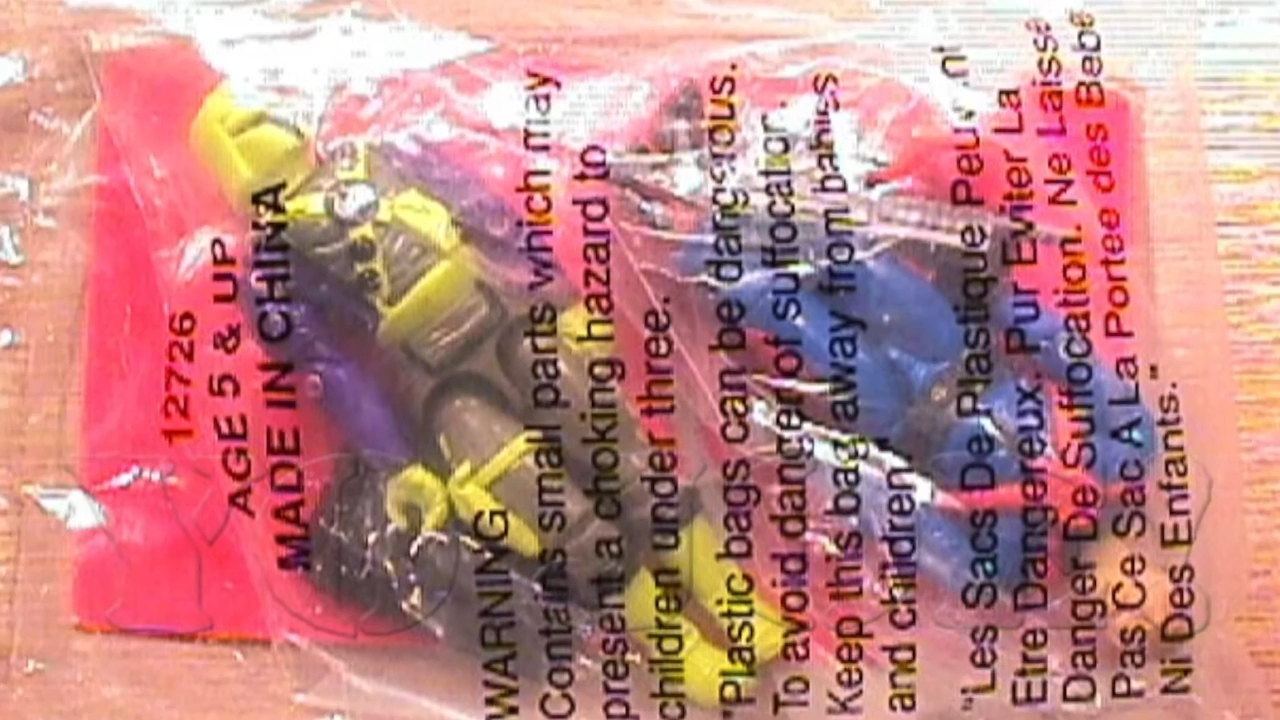 12726
AGE 5 & UP
MADE IN CHINA
WARNING
Contains small parts which may
present a choking hazard to
children under three.
"Plastic bags can be dangerous.
To avoid danger of suffocation.
Keep this bag away from babies
and children"
"Les Sacs De Plastique Peuvent
Etre Dangereux. Pur Eviter La
Danger De Suffocation. Ne Laisse
Pas Ce Sac A La Portee des Bebe
Ni Des Enfants."